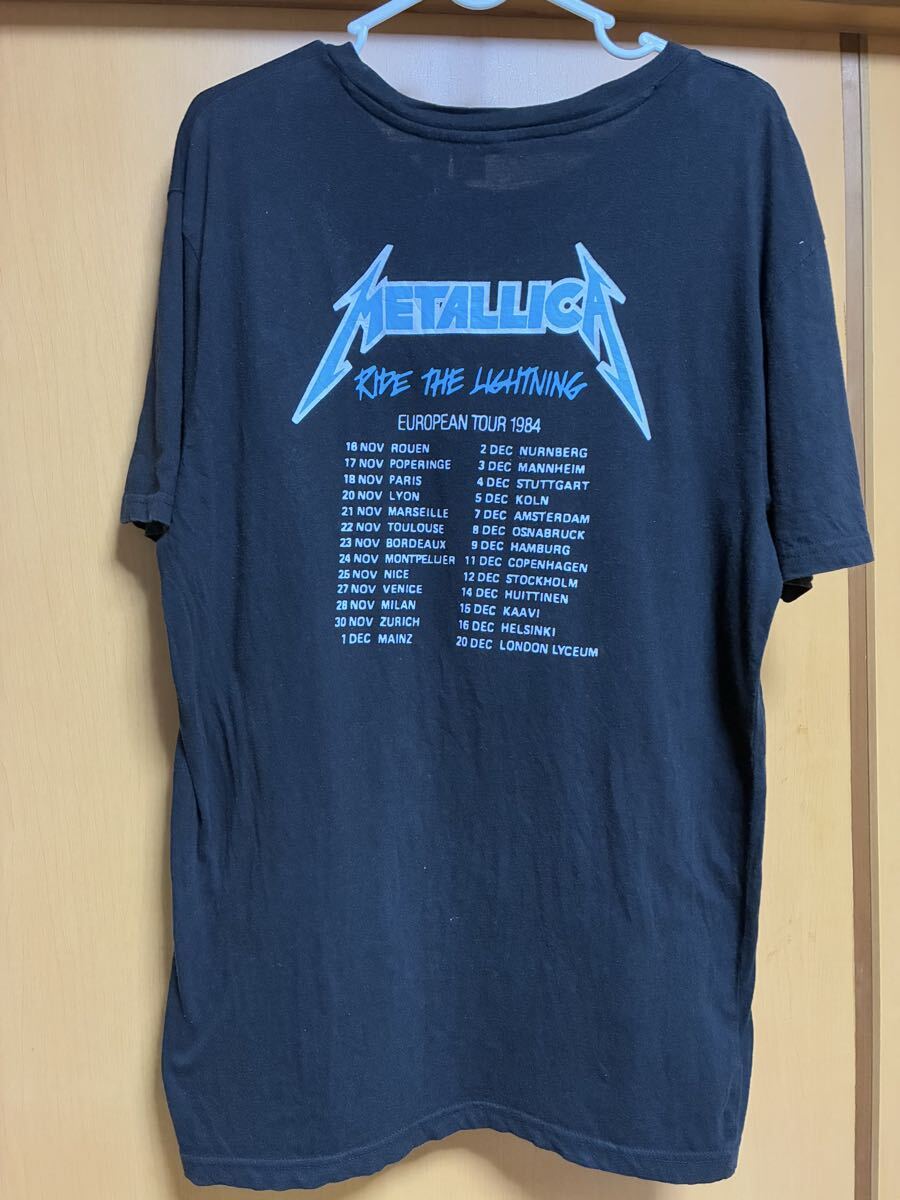 METALLICA
RIDE THE LIGHTNING
EUROPEAN TOUR 1984
16 NOV ROUEN
17 NOV POPERINGE
18 NOV PARIS
20 NOV LYON
21 NOV MARSEILLE
22 NOV TOULOUSE
23 NOV BORDEAUX
24 NOV MONTPELLIER
25 NOV NICE
27 NOV VENICE
28 NOV MILAN
30 NOV ZURICH
1 DEC MAINZ
2 DEC NURNBERG
3 DEC MANNHEIM
4 DEC STUTTGART
5 DEC KOLN
7 DEC AMSTERDAM
8 DEC OSNABRUCK
9 DEC HAMBURG
11 DEC COPENHAGEN
12 DEC STOCKHOLM
14 DEC HUITTINEN
15 DEC KAAVI
16 DEC HELSINKI
20 DEC LONDON LYCEUM